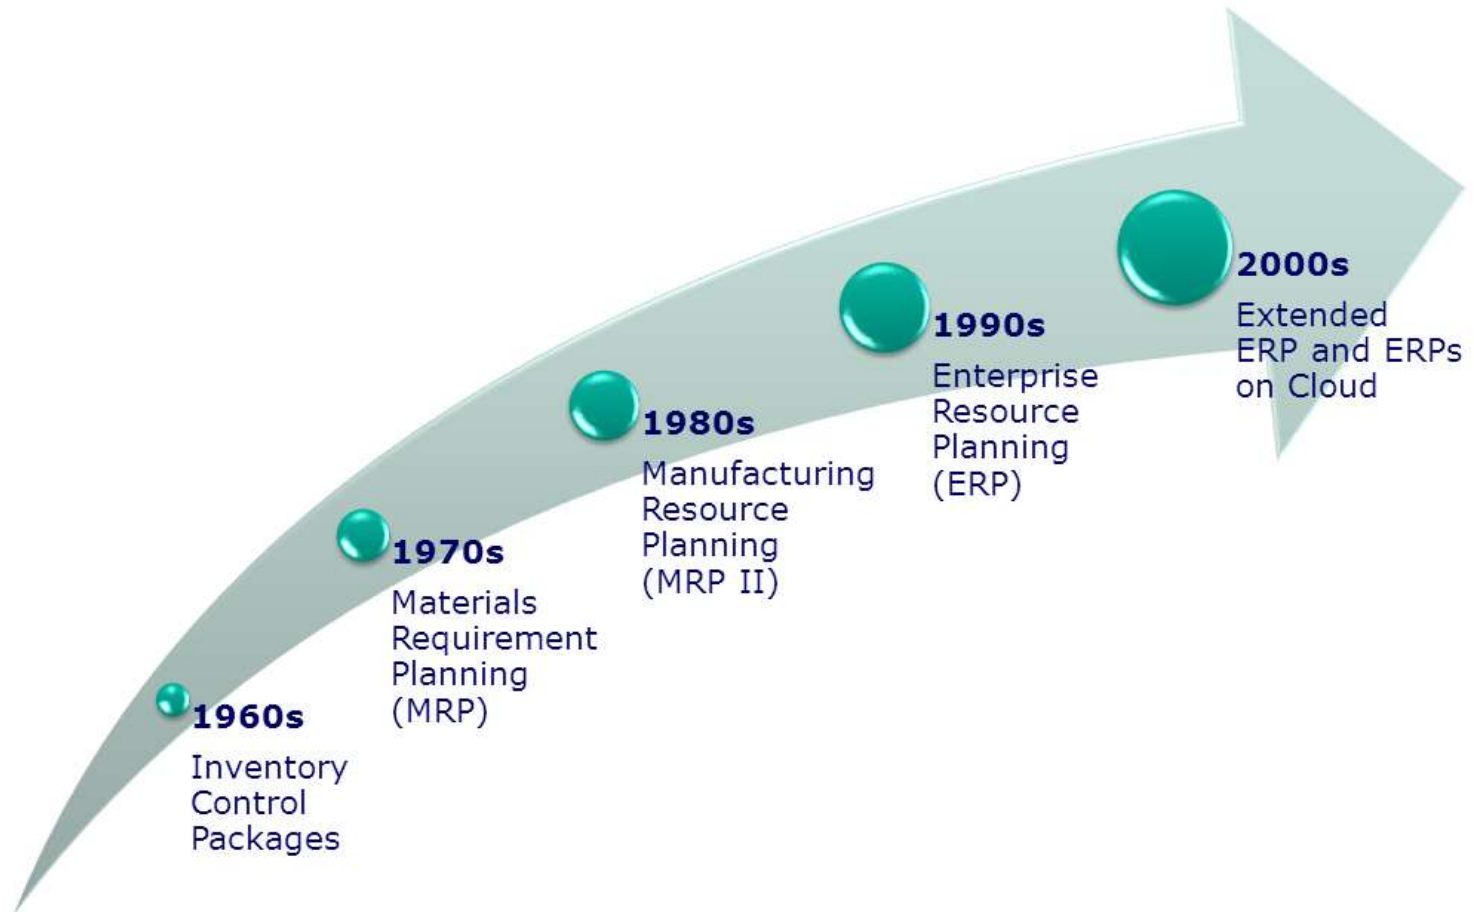 1960s
Inventory
Control
Packages
1970s
Materials
Requirement
Planning
(MRP)
1980s
Manufacturing
Resource
Planning
(MRP II)
1990s
Enterprise
Resource
Planning
(ERP)
2000s
Extended
ERP and ERPs
on Cloud